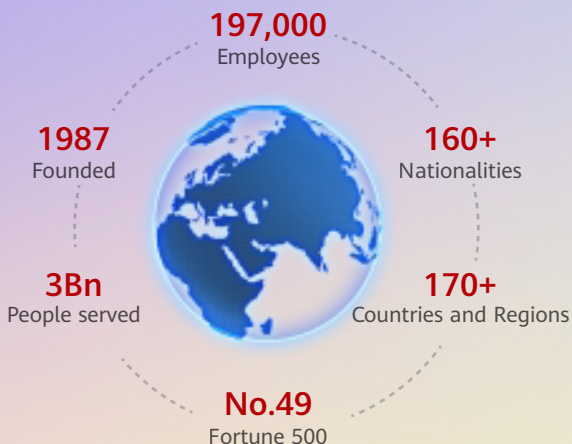 197,000
Employees
1987
Founded
160+
Nationalities
3Bn
People served
170+
Countries and Regions
No.49
Fortune 500